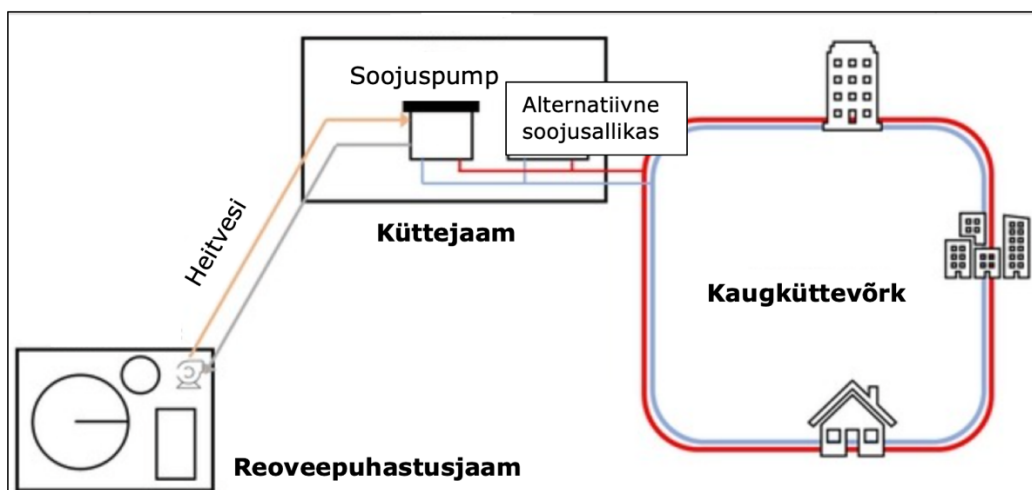 Soojuspump
Alternatiivne
soojusallikas
Heitvesi
Küttejaam
Kaugküttevõrk
Reoveepuhastusjaam